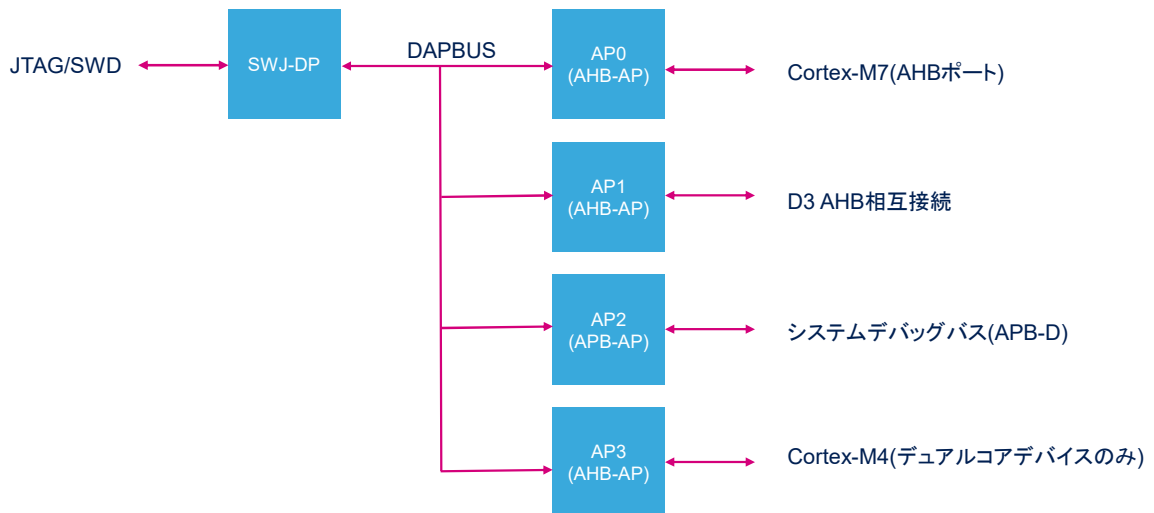 JTAG/SWD
SWJ-DP
DAPBUS
AP0
(AHB-AP)
Cortex-M7(AHBポート)
AP1
(AHB-AP)
D3 AHB相互接続
AP2
(APB-AP)
システムデバッグバス(APB-D)
AP3
(AHB-AP)
Cortex-M4(デュアルコアデバイスのみ)